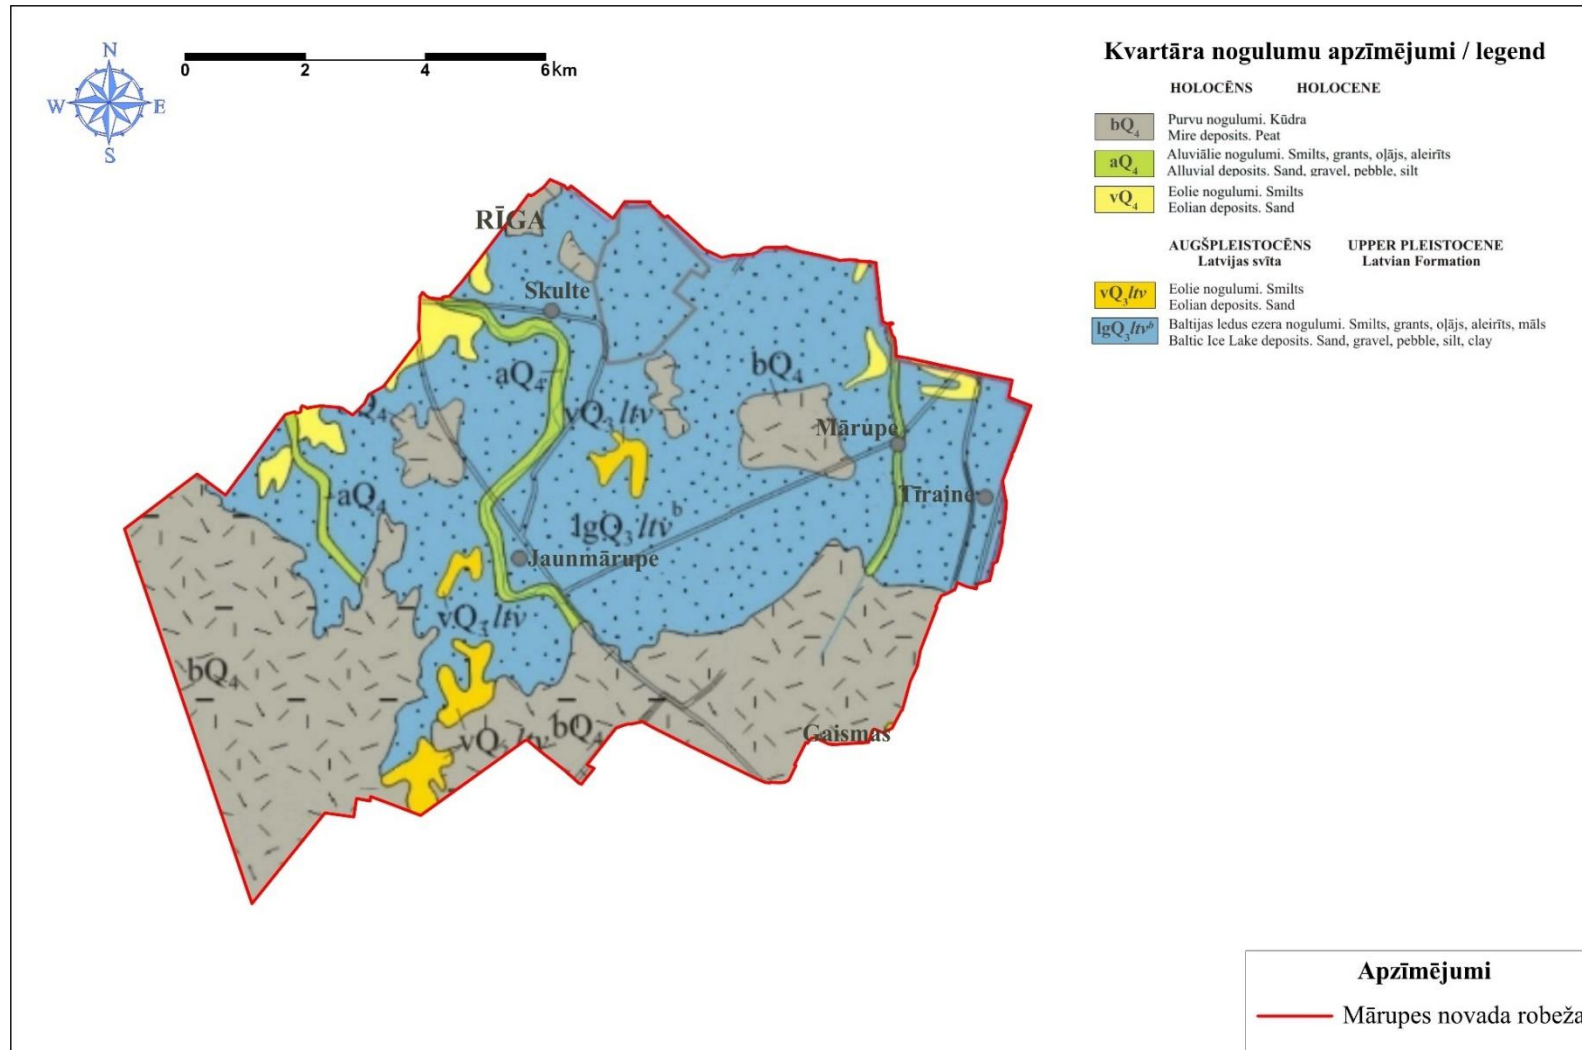 N
W E
S
0 2 4 6 km
Kvartāra nogulumu apzīmējumi / legend
HOLOCĒNS HOLOCENE
bQ4 Purvu nogulumi. Kūdra
Mire deposits. Peat
aQ4 Aluviālie nogulumi. Smilts, grants, oļājs, aleirīts
Alluvial deposits. Sand, gravel, pebble, silt
vQ4 Eolie nogulumi. Smilts
Eolian deposits. Sand
AUGŠPLEISTOCĒNS UPPER PLEISTOCENE
Latvijas svīta Latvian Formation
vQ3ltv Eolie nogulumi. Smilts
Eolian deposits. Sand
lgQ3ltvb Baltijas ledus ezera nogulumi. Smilts, grants, oļājs, aleirīts, māls
Baltic Ice Lake deposits. Sand, gravel, pebble, silt, clay
RĪGA
Skulte
aQ4
bQ4
vQ3ltv
Q4
Mārupe
aQ4
Tīraine
lgQ3ltvb
Jaunmārupe
vQ3ltv
bQ4
vQ3ltv
bQ4
Gaismas
Apzīmējumi
Mārupes novada robeža